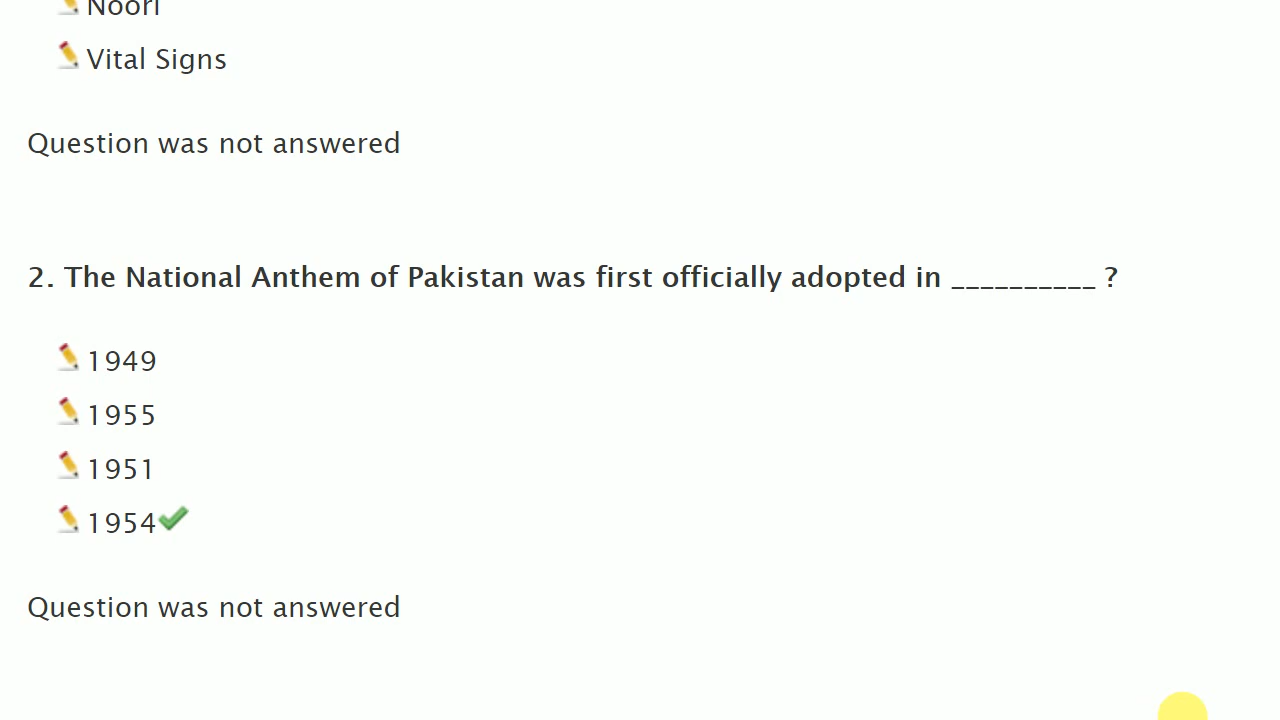 Noori
Vital Signs
Question was not answered
2. The National Anthem of Pakistan was first officially adopted in __________ ?
1949
1955
1951
1954
Question was not answered